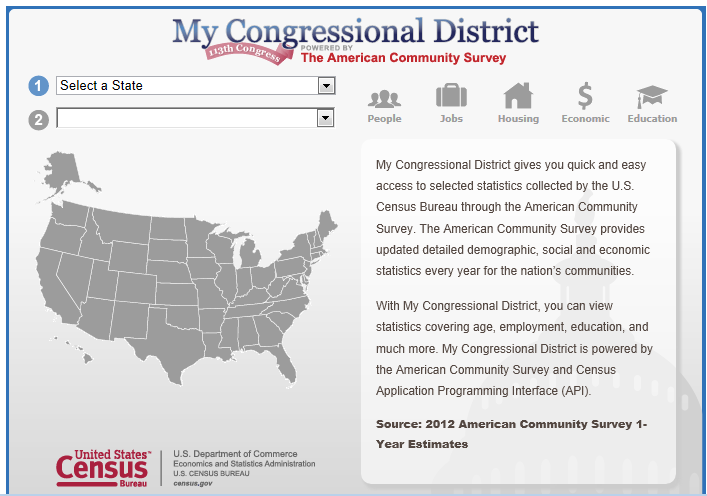 My Congressional District
113th Congress
POWERED BY
The American Community Survey
1
Select a State
2
People
Jobs
Housing
$
Economic
Education
My Congressional District gives you quick and easy
access to selected statistics collected by the U.S.
Census Bureau through the American Community
Survey. The American Community Survey provides
updated detailed demographic, social and economic
statistics every year for the nation's communities.
With My Congressional District, you can view
statistics covering age, employment, education, and
much more. My Congressional District is powered by
the American Community Survey and Census
Application Programming Interface (API).
Source: 2012 American Community Survey 1-
Year Estimates
United States™
Census
Bureau
U.S. Department of Commerce
Economics and Statistics Administration
U.S. CENSUS BUREAU
census.gov